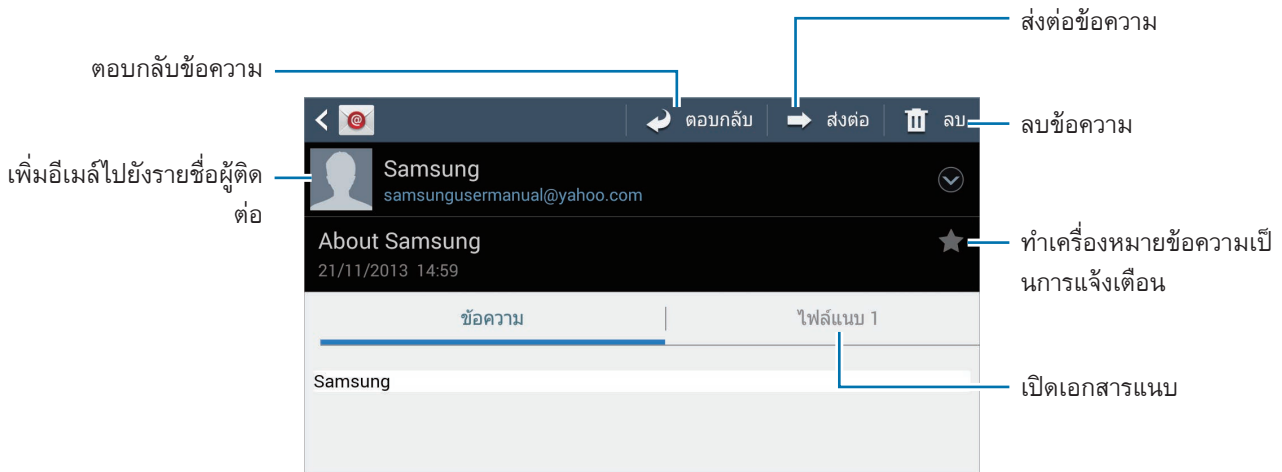 ส่งต่อข้อความ
ตอบกลับข้อความ
ตอบกลับ ส่งต่อ ลบ
ลบข้อความ
เพิ่มอีเมล์ไปยังรายชื่อผู้ติด
ต่อ
Samsung
samsungusermanual@yahoo.com
About Samsung
21/11/2013 14:59
ทำเครื่องหมายข้อความเป็
นการแจ้งเตือน
ข้อความ ไฟล์แนบ 1
Samsung
เปิดเอกสารแนบ